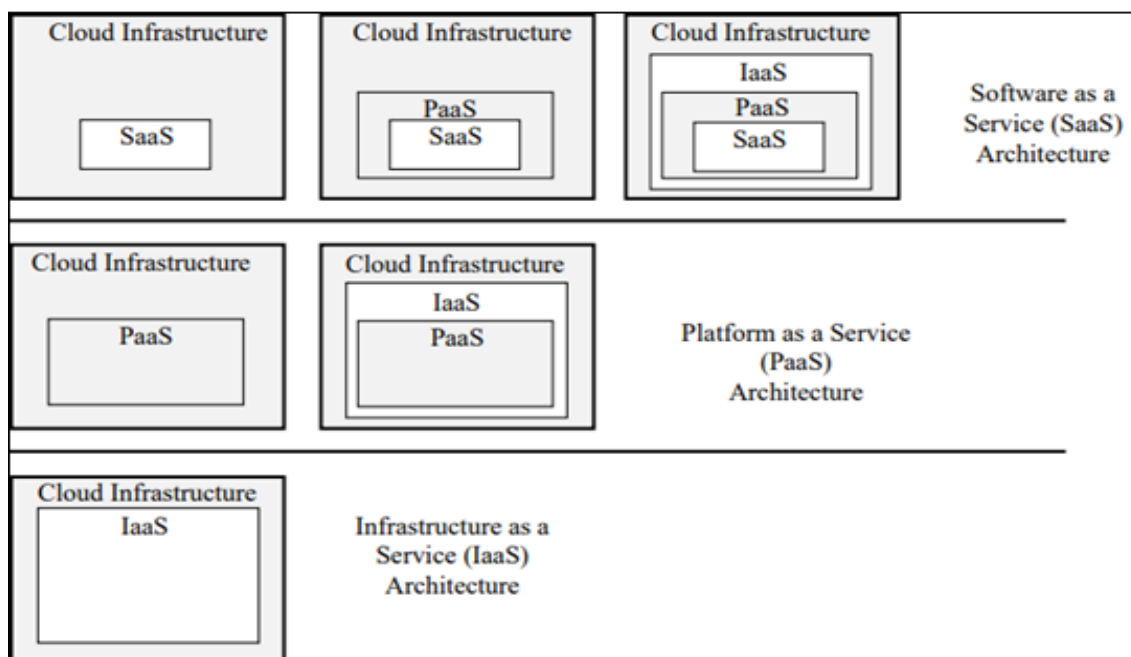 Cloud Infrastructure
SaaS
Cloud Infrastructure
PaaS
SaaS
Cloud Infrastructure
IaaS
PaaS
SaaS
Software as a
Service (SaaS)
Architecture
Cloud Infrastructure
PaaS
Cloud Infrastructure
IaaS
PaaS
Platform as a Service
(PaaS)
Architecture
Cloud Infrastructure
IaaS
Infrastructure as a
Service (IaaS)
Architecture